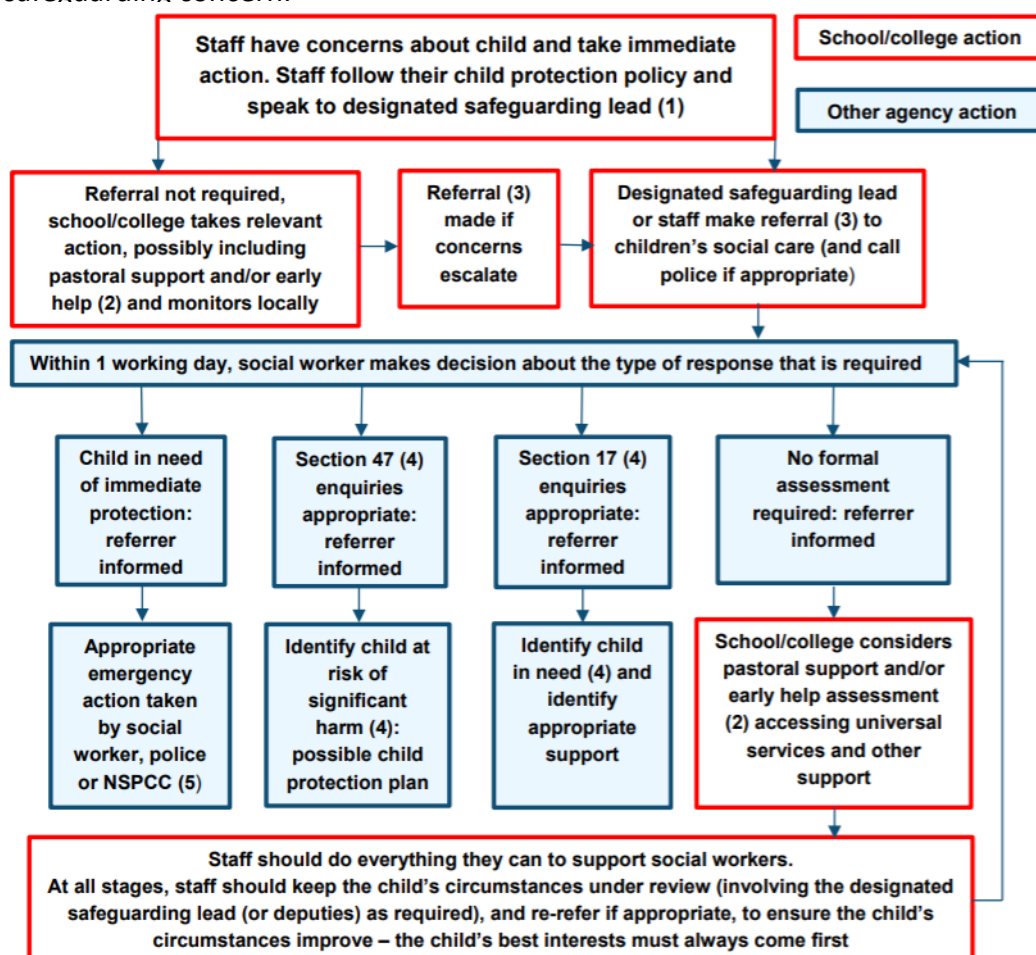 Staff have concerns about child and take immediate
action. Staff follow their child protection policy and
speak to designated safeguarding lead (1)
School/college action
Other agency action
Referral not required,
school/college takes relevant
action, possibly including
pastoral support and/or early
help (2) and monitors locally
Referral (3)
made if
concerns
escalate
Designated safeguarding lead
or staff make referral (3) to
children’s social care (and call
police if appropriate)
Within 1 working day, social worker makes decision about the type of response that is required
Child in need
of immediate
protection:
referrer
informed
Section 47 (4)
enquiries
appropriate:
referrer
informed
Section 17 (4)
enquiries
appropriate:
referrer
informed
No formal
assessment
required: referrer
informed
Appropriate
emergency
action taken
by social
worker, police
or NSPCC (5)
Identify child at
risk of
significant
harm (4):
possible child
protection plan
Identify child
in need (4) and
identify
appropriate
support
School/college considers
pastoral support and/or
early help assessment
(2) accessing universal
services and other
support
Staff should do everything they can to support social workers.
At all stages, staff should keep the child’s circumstances under review (involving the designated
safeguarding lead (or deputies) as required), and re-refer if appropriate, to ensure the child’s
circumstances improve – the child’s best interests must always come first